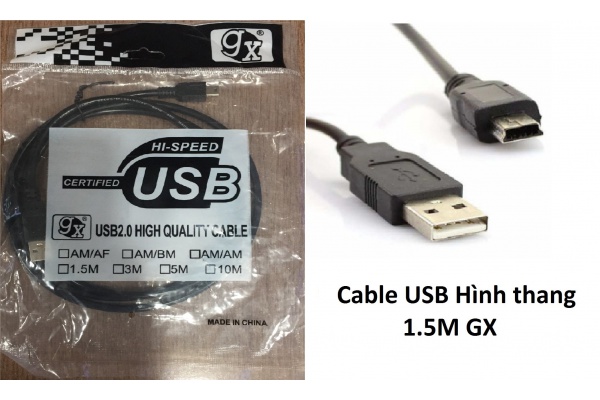 gx
HI-SPEED
CERTIFIED
USB
gx USB2.0 HIGH QUALITY CABLE
□AM/AF □AM/BM □AM/AM
□1.5M □3M □5M □10M
MADE IN CHINA
Cable USB Hình thang
1.5M GX